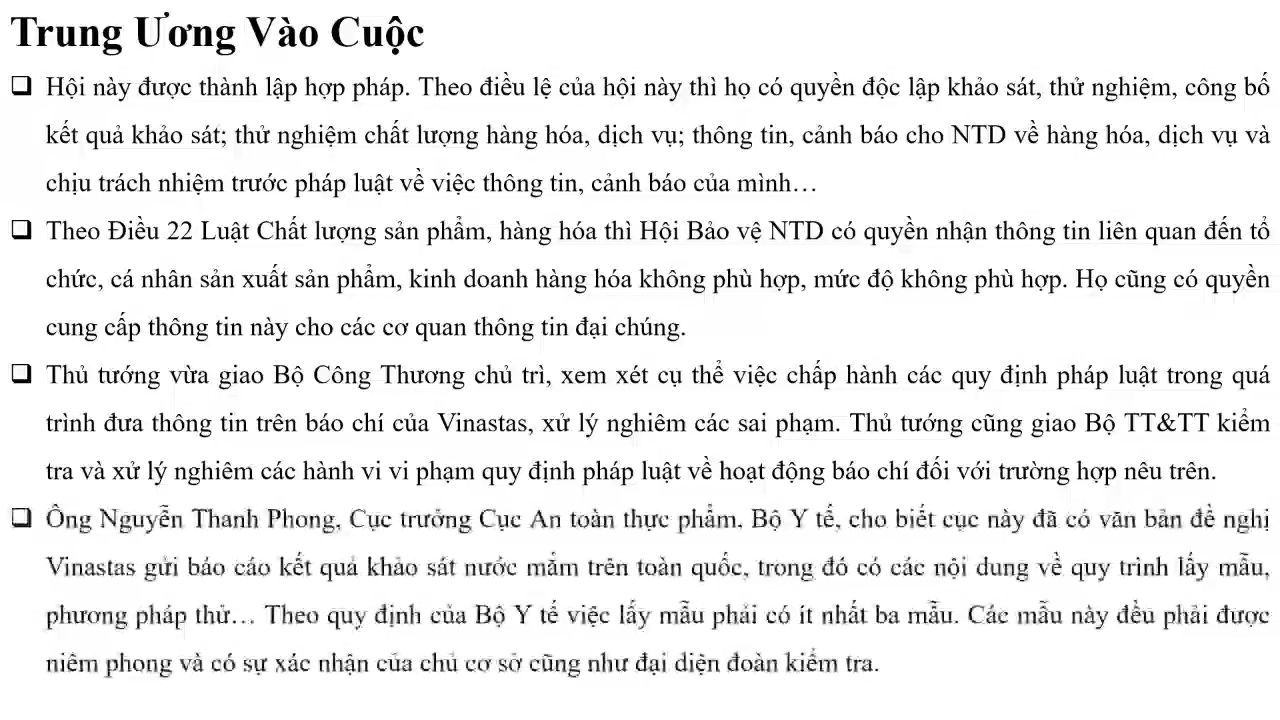 Trung Ương Vào Cuộc
❑ Hội này được thành lập hợp pháp. Theo điều lệ của hội này thì họ có quyền độc lập khảo sát, thử nghiệm, công bố
kết quả khảo sát; thử nghiệm chất lượng hàng hóa, dịch vụ; thông tin, cảnh báo cho NTD về hàng hóa, dịch vụ và
chịu trách nhiệm trước pháp luật về việc thông tin, cảnh báo của mình…
❑ Theo Điều 22 Luật Chất lượng sản phẩm, hàng hóa thì Hội Bảo vệ NTD có quyền nhận thông tin liên quan đến tổ
chức, cá nhân sản xuất sản phẩm, kinh doanh hàng hóa không phù hợp, mức độ không phù hợp. Họ cũng có quyền
cung cấp thông tin này cho các cơ quan thông tin đại chúng.
❑ Thủ tướng vừa giao Bộ Công Thương chủ trì, xem xét cụ thể việc chấp hành các quy định pháp luật trong quá
trình đưa thông tin trên báo chí của Vinastas, xử lý nghiêm các sai phạm. Thủ tướng cũng giao Bộ TT&TT kiểm
tra và xử lý nghiêm các hành vi vi phạm quy định pháp luật về hoạt động báo chí đối với trường hợp nêu trên.
❑ Ông Nguyễn Thanh Phong, Cục trưởng Cục An toàn thực phẩm, Bộ Y tế, cho biết cục này đã có văn bản đề nghị
Vinastas gửi báo cáo kết quả khảo sát nước mắm trên toàn quốc, trong đó có các nội dung về quy trình lấy mẫu,
phương pháp thử… Theo quy định của Bộ Y tế việc lấy mẫu phải có ít nhất ba mẫu. Các mẫu này đều phải được
niêm phong và có sự xác nhận của chủ cơ sở cũng như đại diện đoàn kiểm tra.